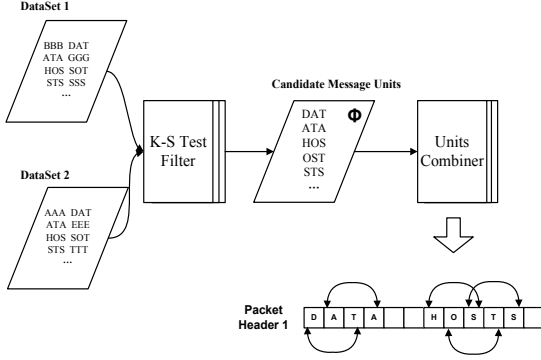 DataSet 1
BBB DAT
ATA GGG
HOS SOT
STS SSS
...
K-S Test
Filter
Candidate Message Units
DAT Φ
ATA
HOS
OST
STS
...
Units
Combiner
DataSet 2
AAA DAT
ATA EEE
HOS SOT
STS TTT
...
Packet
Header 1
D A T A H O S T S